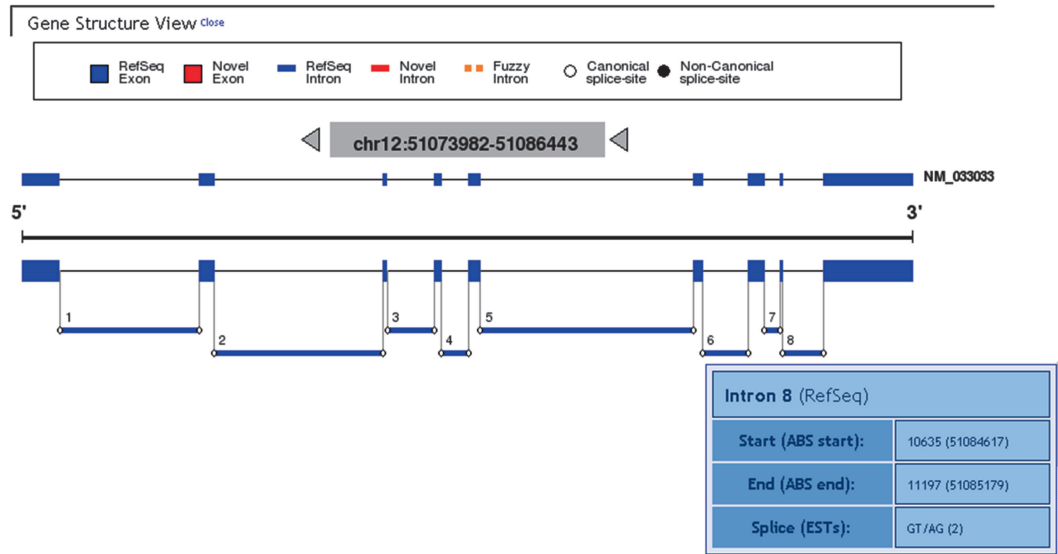 Gene Structure View Close
RefSeq Exon
Novel Exon
RefSeq Intron
Novel Intron
Fuzzy Intron
Canonical splice-site
Non-Canonical splice-site
chr12:51073982-51086443
NM_033033
5' 3'
1
2
3
4
5
6
7
8
Intron 8 (RefSeq)
Start (ABS start): 10635 (51084617)
End (ABS end): 11197 (51085179)
Splice (ESTs): GT/AG (2)